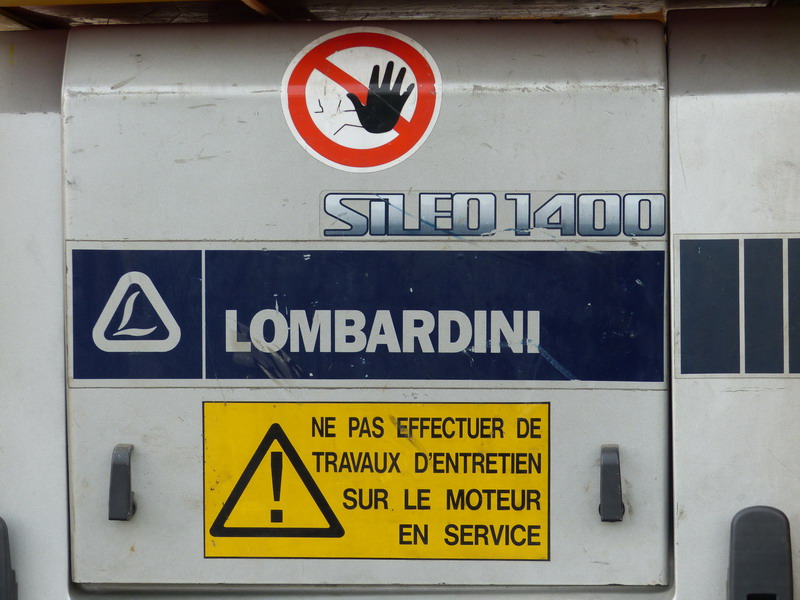 SILEO 1400
LOMBARDINI
NE PAS EFFECTUER DE
TRAVAUX D'ENTRETIEN
SUR LE MOTEUR
EN SERVICE